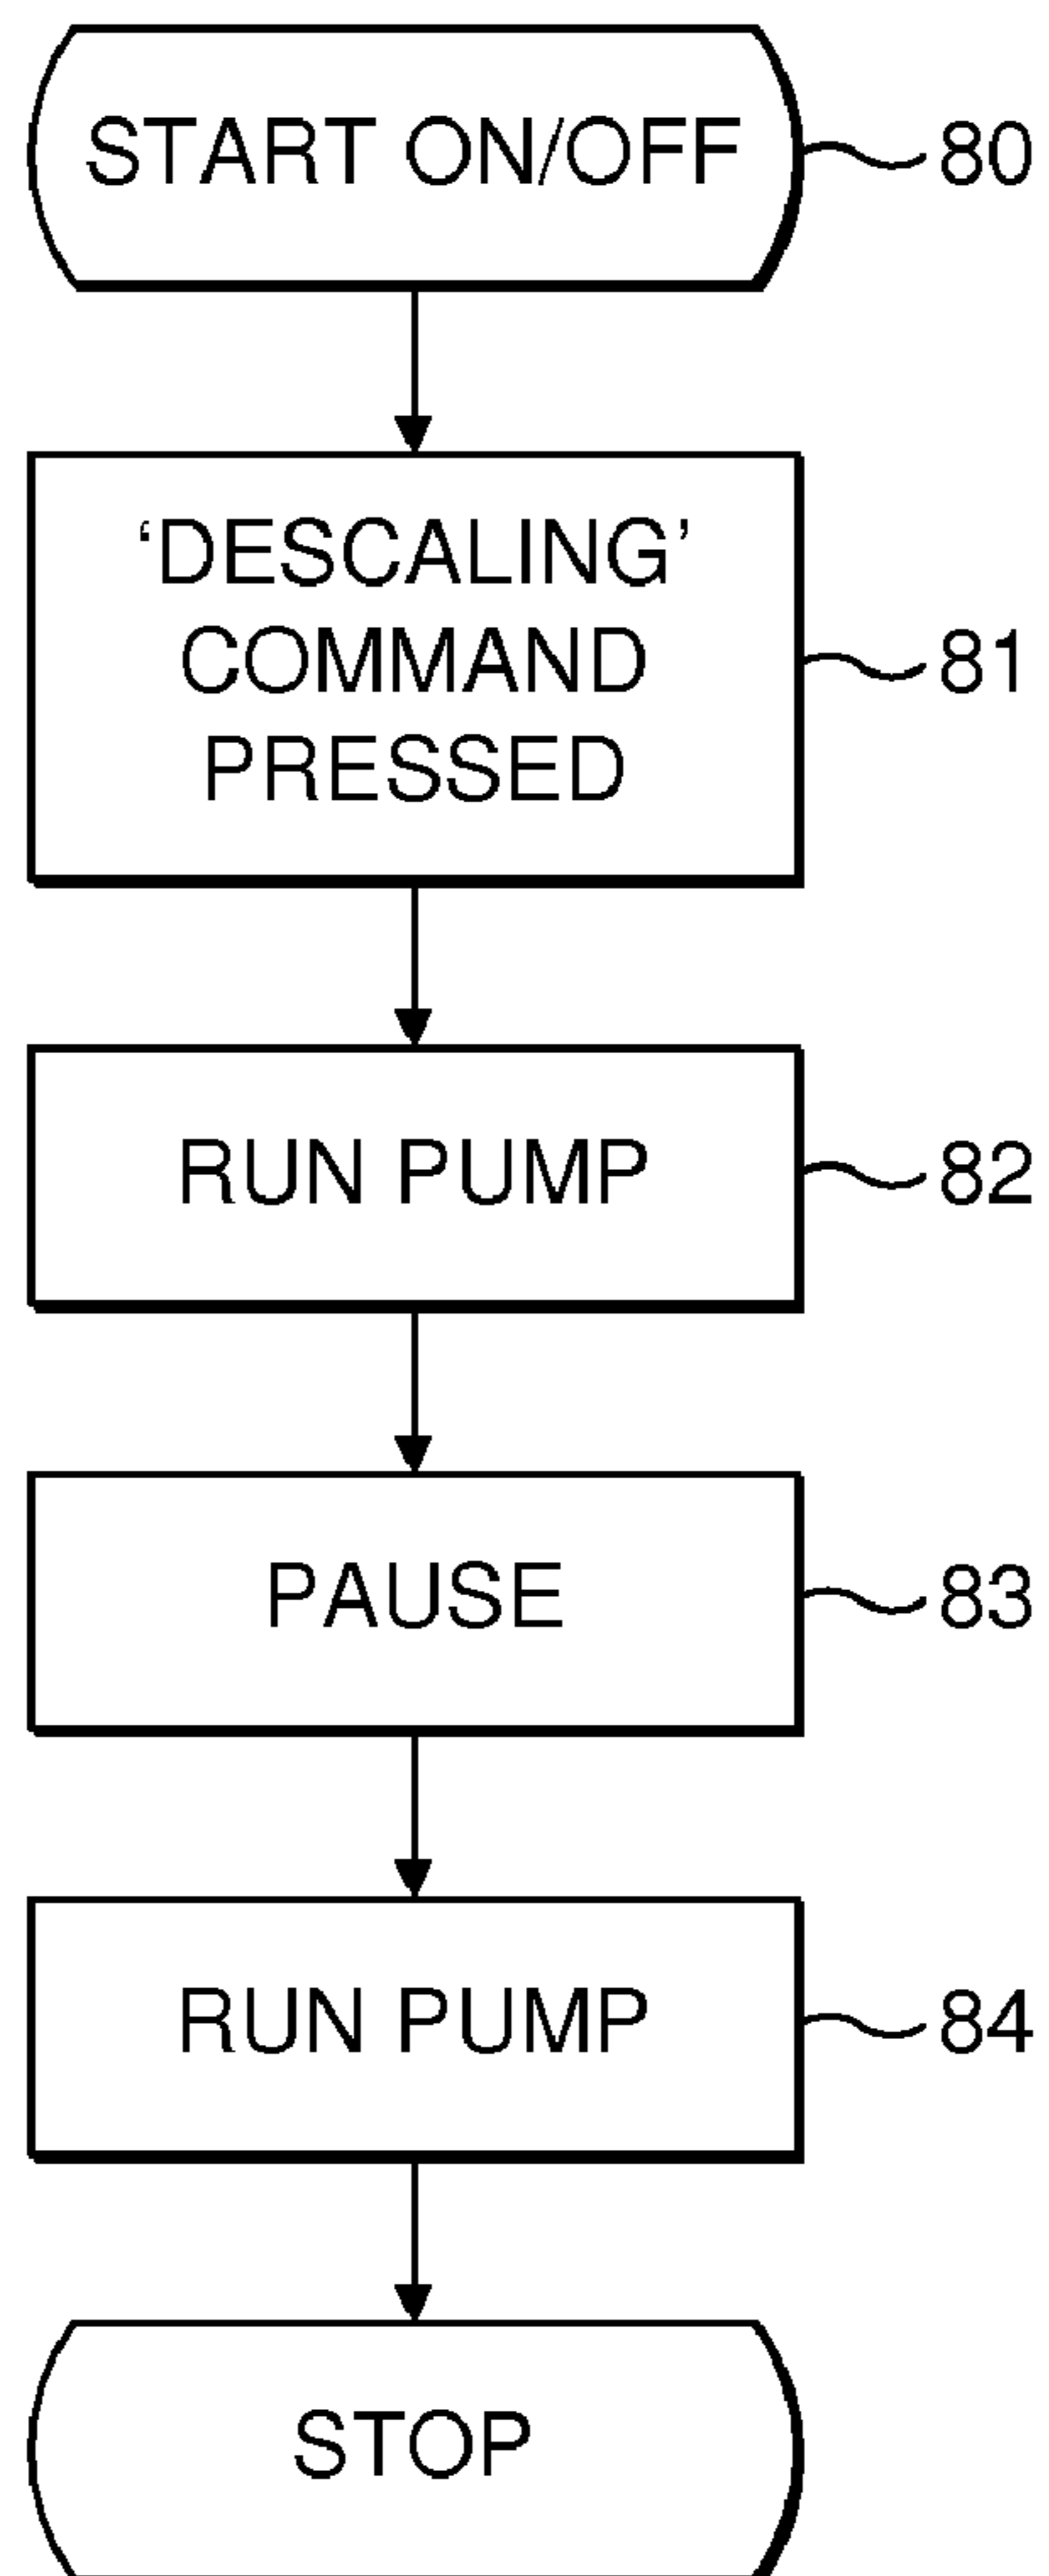 START ON/OFF
80
‘DESCALING’
COMMAND
PRESSED
81
RUN PUMP
82
PAUSE
83
RUN PUMP
84
STOP